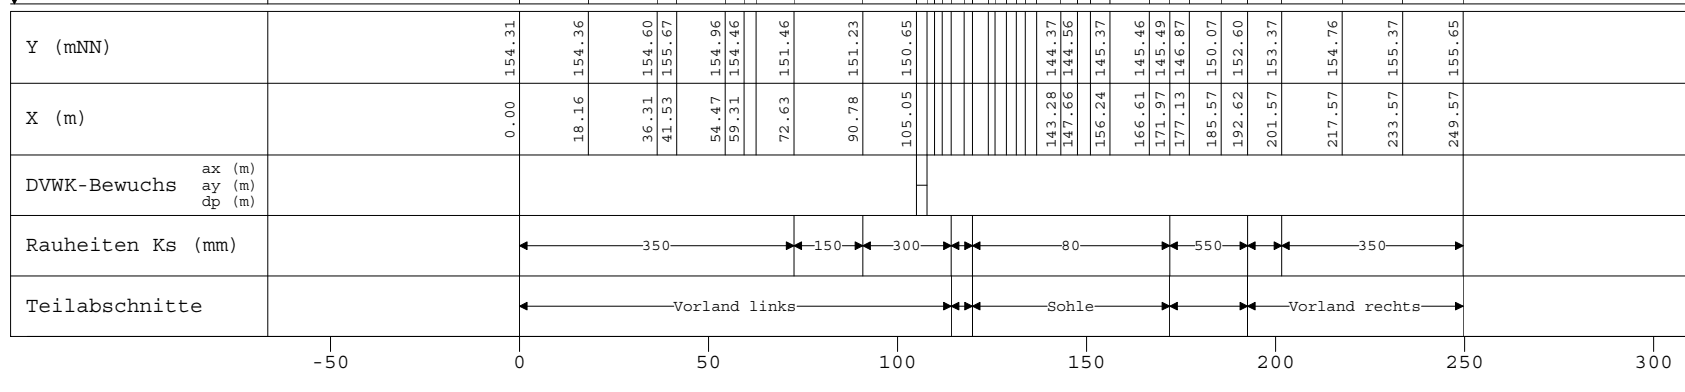 Y (mNN) 154.31 154.36 154.60 155.67 154.96 154.46 151.46 151.23 150.65 144.37 144.56 145.37 145.46 145.49 146.87 150.07 152.60 153.37 154.76 155.37 155.65
X (m) 0.00 18.16 36.31 41.53 54.47 59.31 72.63 90.78 105.05 143.28 147.66 156.24 166.61 171.97 177.13 185.57 192.62 201.57 217.57 233.57 249.57
DVWK-Bewuchs
ax (m)
ay (m)
dp (m)
Rauheiten Ks (mm) 350 150 300 80 550 350
Teilabschnitte Vorland links Sohle Vorland rechts
-50 0 50 100 150 200 250 300